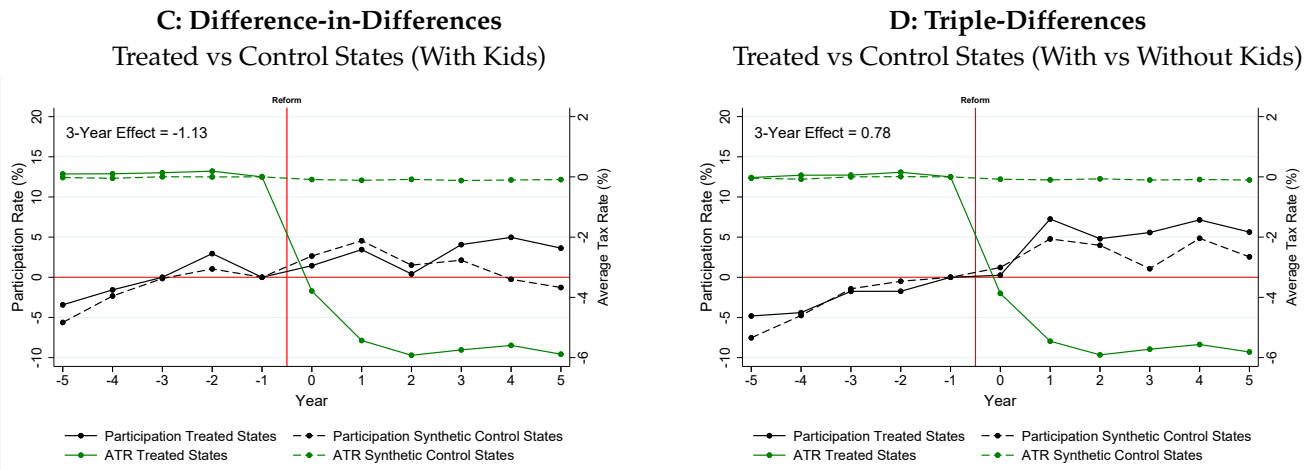 C: Difference-in-Differences
Treated vs Control States (With Kids)
Reform
3-Year Effect = -1.13
Participation Rate (%)
20
15
10
5
0
-5
-10
Average Tax Rate (%)
2
0
-2
-4
-6
-5 -4 -3 -2 -1 0 1 2 3 4 5
Year
Participation Treated States Participation Synthetic Control States
ATR Treated States ATR Synthetic Control States
D: Triple-Differences
Treated vs Control States (With vs Without Kids)
Reform
3-Year Effect = 0.78
Participation Rate (%)
20
15
10
5
0
-5
-10
Average Tax Rate (%)
2
0
-2
-4
-6
-5 -4 -3 -2 -1 0 1 2 3 4 5
Year
Participation Treated States Participation Synthetic Control States
ATR Treated States ATR Synthetic Control States